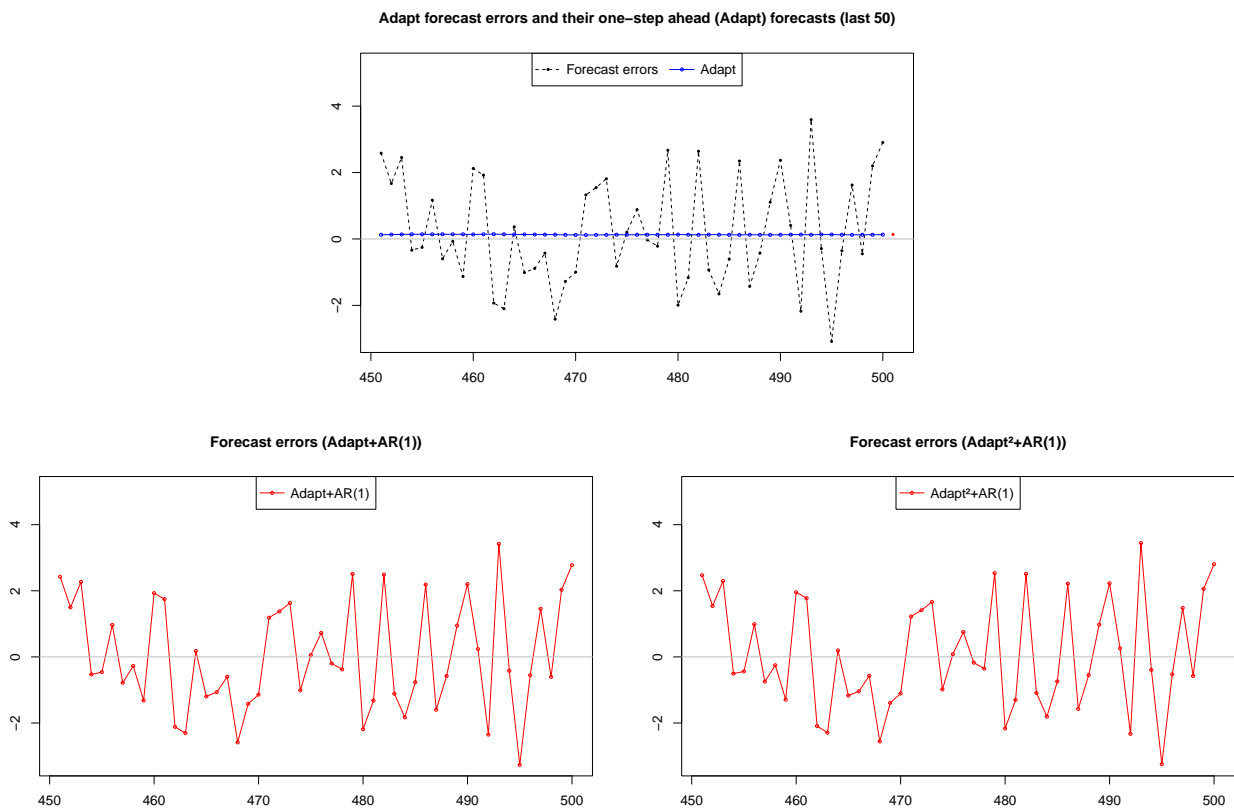 Adapt forecast errors and their one−step ahead (Adapt) forecasts (last 50)
Forecast errors Adapt
4
2
0
−2
450 460 470 480 490 500
Forecast errors (Adapt+AR(1))
Adapt+AR(1)
4
2
0
−2
450 460 470 480 490 500
Forecast errors (Adapt²+AR(1))
Adapt²+AR(1)
4
2
0
−2
450 460 470 480 490 500